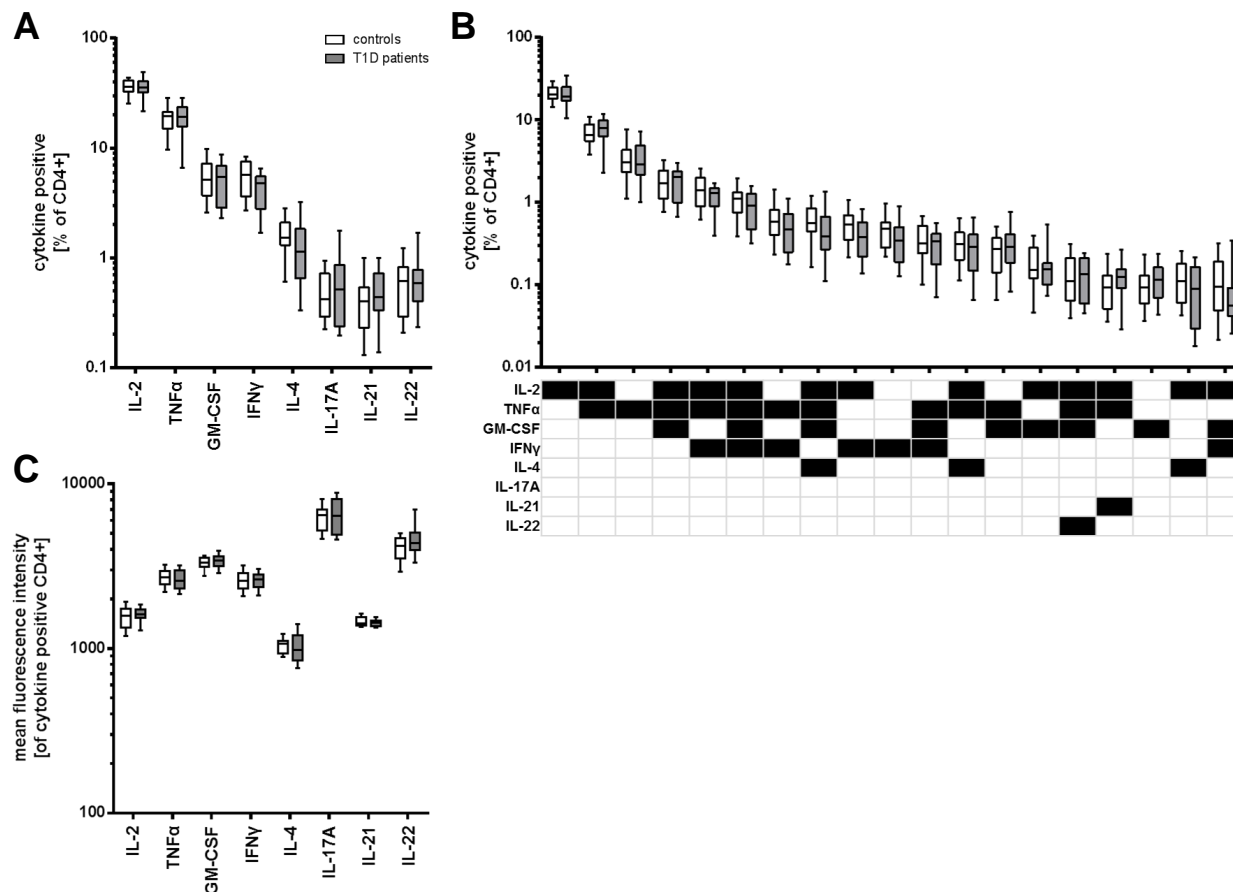 A
100
10
1
0.1
cytokine positive
[% of CD4+]
controls
T1D patients
IL-2
TNFα
GM-CSF
IFNγ
IL-4
IL-17A
IL-21
IL-22
B
100
10
1
0.1
0.01
cytokine positive
[% of CD4+]
IL-2
TNFα
GM-CSF
IFNγ
IL-4
IL-17A
IL-21
IL-22
C
10000
1000
100
mean fluorescence intensity
[of cytokine positive CD4+]
IL-2
TNFα
GM-CSF
IFNγ
IL-4
IL-17A
IL-21
IL-22